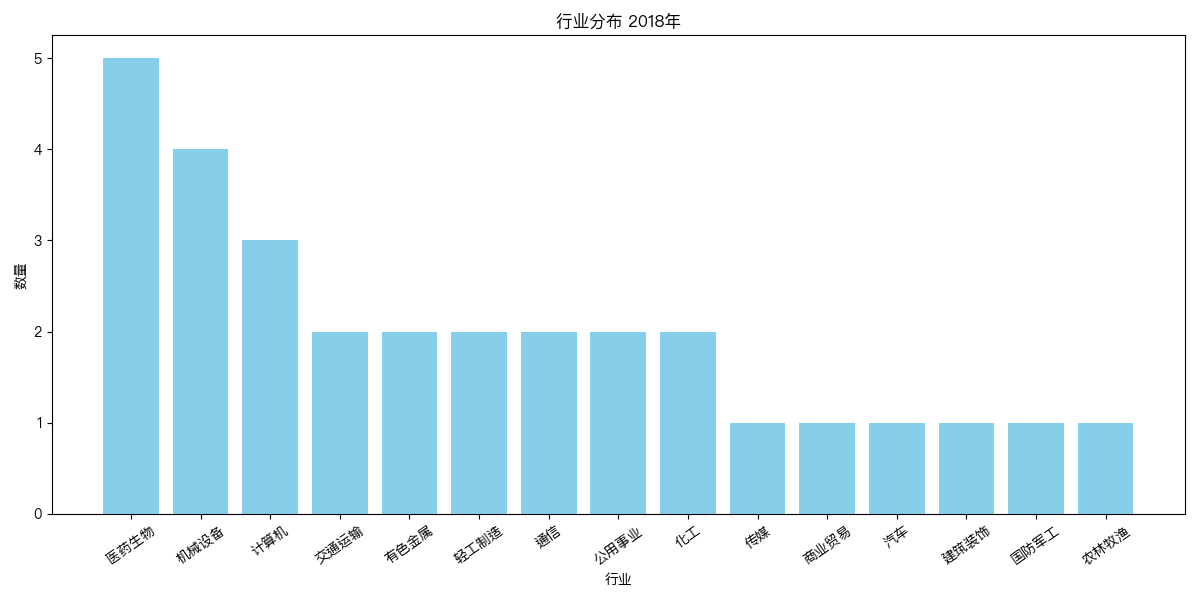 行业分布 2018年
5
4
3
2
1
0
数量
医药生物
机械设备
计算机
交通运输
有色金属
轻工制造
通信
公用事业
化工
传媒
商业贸易
汽车
建筑装饰
国防军工
农林牧渔
行业